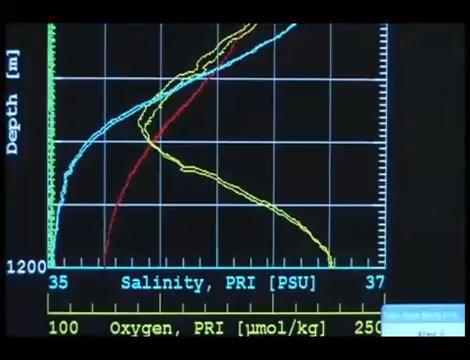 Depth [m]
1200
35 Salinity, PRI [PSU] 37
100 Oxygen, PRI [µmol/kg] 250